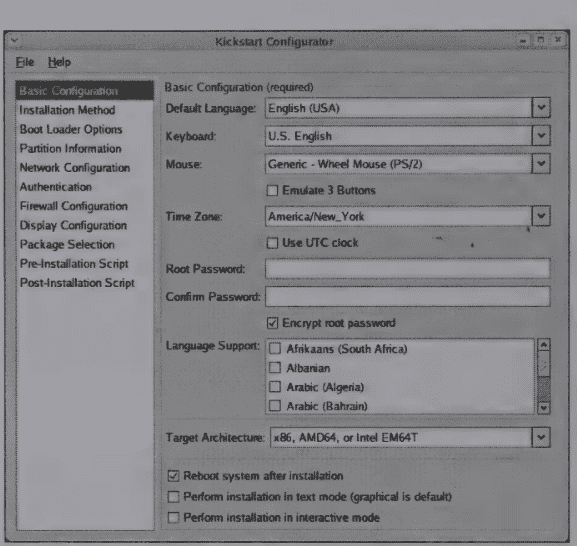 Kickstart Configurator
File Help
Basic Configuration
Installation Method
Boot Loader Options
Partition Information
Network Configuration
Authentication
Firewall Configuration
Display Configuration
Package Selection
Pre-Installation Script
Post-Installation Script
Basic Configuration (required)
Default Language: English (USA)
Keyboard: U.S. English
Mouse: Generic - Wheel Mouse (PS/2)
Emulate 3 Buttons
Time Zone: America/New_York
Use UTC clock
Root Password:
Confirm Password:
Encrypt root password
Language Support: Afrikaans (South Africa)
Albanian
Arabic (Algeria)
Arabic (Bahrain)
Target Architecture: x86, AMD64, or Intel EM64T
Reboot system after installation
Perform installation in text mode (graphical is default)
Perform installation in interactive mode